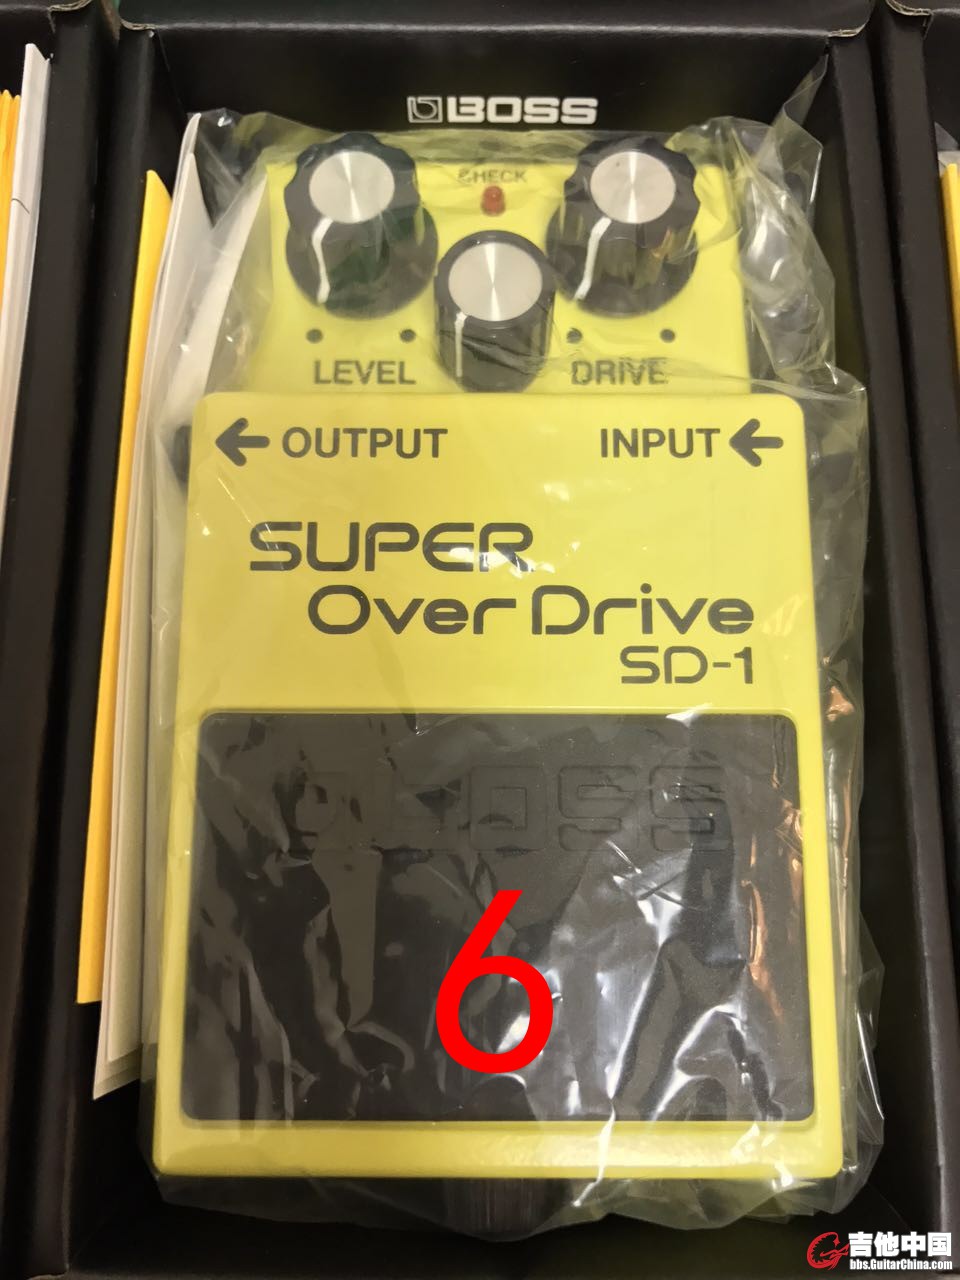 BOSS
CHECK
LEVEL
DRIVE
OUTPUT
INPUT
SUPER
Over Drive
SD-1
BOSS
6
吉他中国
bbs.GuitarChina.com